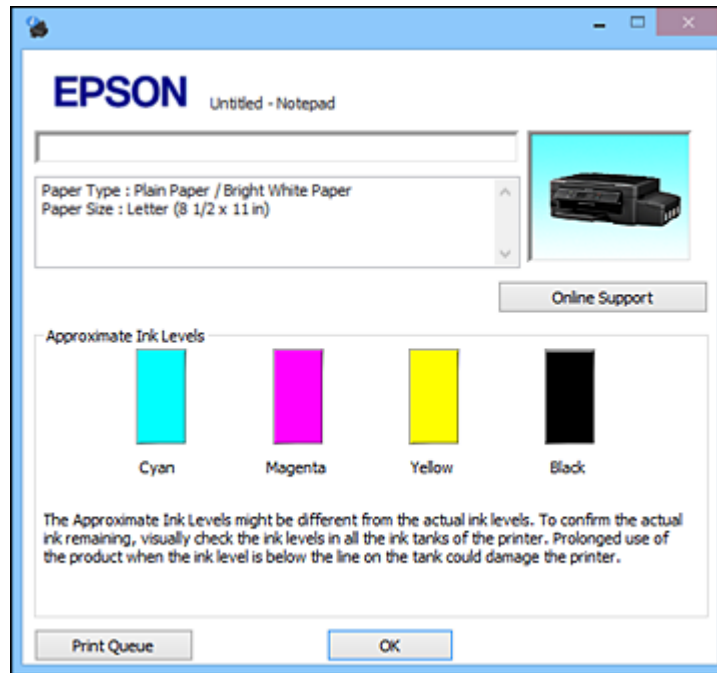 EPSON Untitled - Notepad
Paper Type : Plain Paper / Bright White Paper
Paper Size : Letter (8 1/2 x 11 in)
Online Support
Approximate Ink Levels
Cyan Magenta Yellow Black
The Approximate Ink Levels might be different from the actual ink levels. To confirm the actual
ink remaining, visually check the ink levels in all the ink tanks of the printer. Prolonged use of
the product when the ink level is below the line on the tank could damage the printer.
Print Queue OK